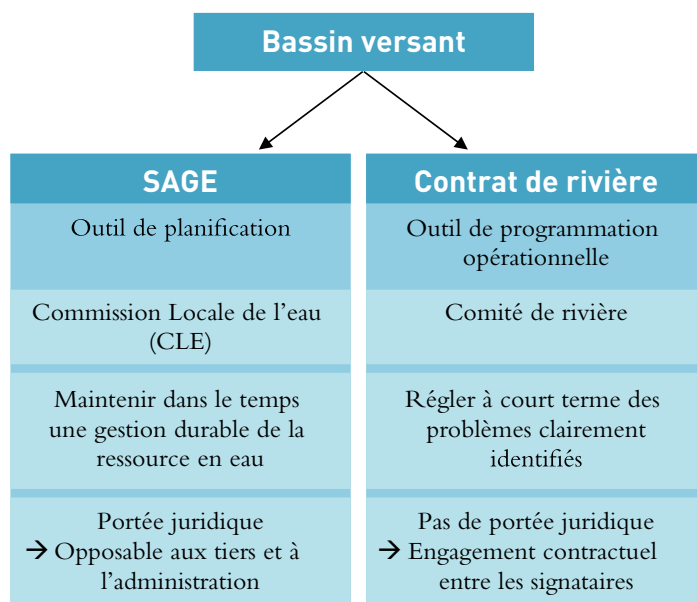 Bassin versant
SAGE
Outil de planification
Commission Locale de l'eau
(CLE)
Maintenir dans le temps
une gestion durable de la
ressource en eau
Portée juridique
→ Opposable aux tiers et à
l'administration
Contrat de rivière
Outil de programmation
opérationnelle
Comité de rivière
Régler à court terme des
problèmes clairement
identifiés
Pas de portée juridique
→ Engagement contractuel
entre les signataires